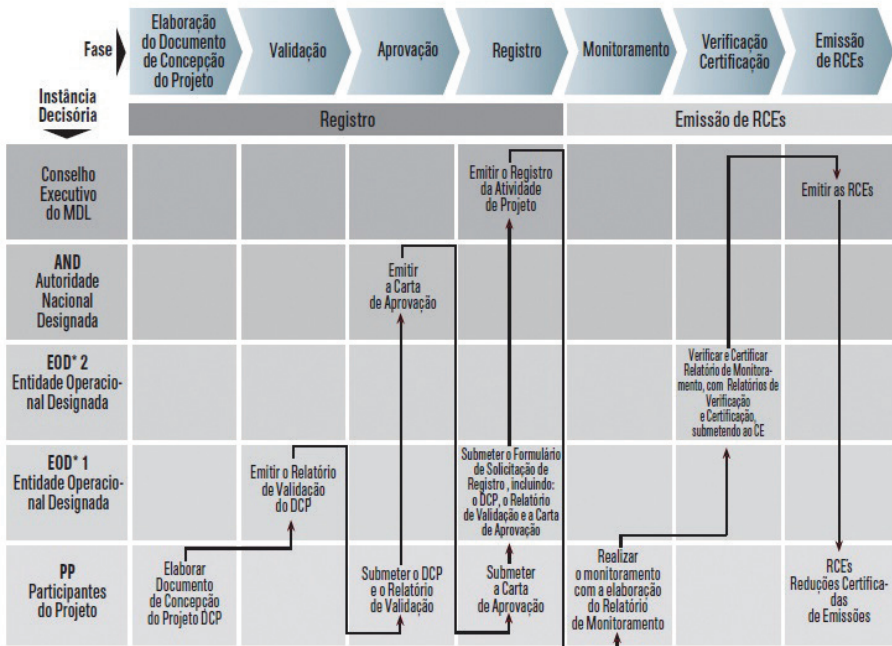 Fase
Elaboração
do Documento
de Concepção
do Projeto
Validação
Aprovação
Registro
Monitoramento
Verificação
Certificação
Emissão
de RCEs
Instância
Decisória
Registro
Emissão de RCEs
Conselho
Executivo
do MDL
Emitir o Registro
da Atividade
de Projeto
Emitir as RCEs
AND
Autoridade
Nacional
Designada
Emitir
a Carta
de Aprovação
EOD* 2
Entidade Operacio-
nal Designada
Verificar e Certificar
Relatório de Monitora-
mento, com Relatórios de
Verificação
e Certificação,
submetendo ao CE
EOD* 1
Entidade Operacio-
nal Designada
Emitir o Relatório
de Validação
do DCP
Submeter o Formulário
de Solicitação de
Registro , incluindo:
o DCP, o Relatório
de Validação e a Carta
de Aprovação
PP
Participantes
do Projeto
Elaborar
Documento
de Concepção
do Projeto DCP
Submeter o DCP
e o Relatório
de Validação
Submeter
a Carta
de Aprovação
Realizar
o monitoramento
com a elaboração
do Relatório
de Monitoramento
RCEs
Reduções Certifica-
das
de Emissões